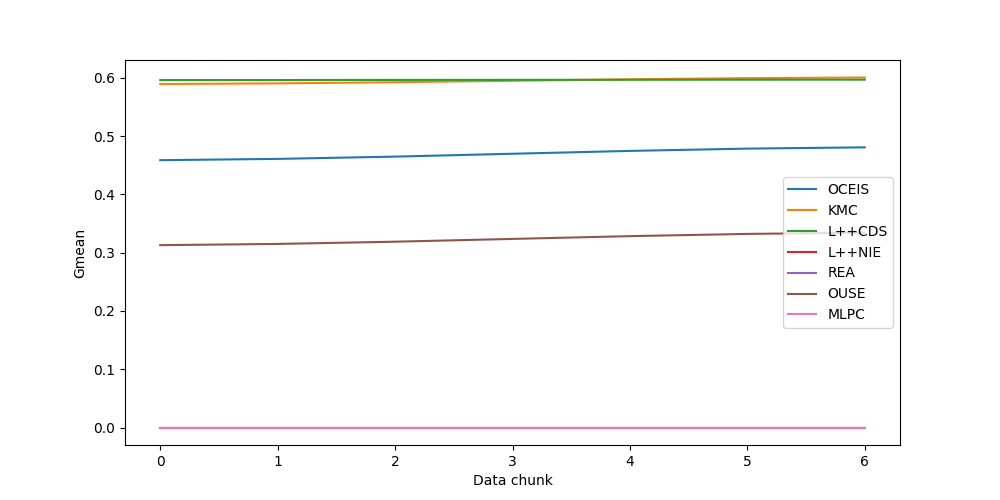 0.6
0.5
0.4
0.3
0.2
0.1
0.0
Gmean
0 1 2 3 4 5 6
Data chunk
OCEIS
KMC
L++CDS
L++NIE
REA
OUSE
MLPC